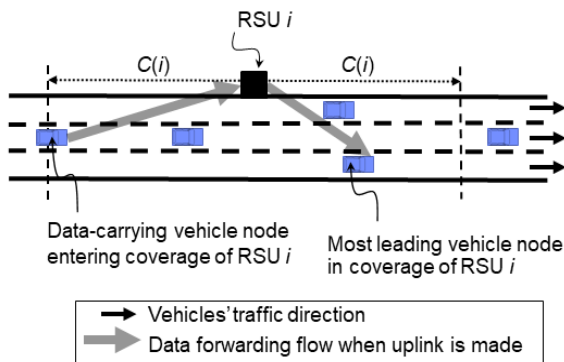 RSU i
C(i) C(i)
Data-carrying vehicle node
entering coverage of RSU i
Most leading vehicle node
in coverage of RSU i
Vehicles' traffic direction
Data forwarding flow when uplink is made